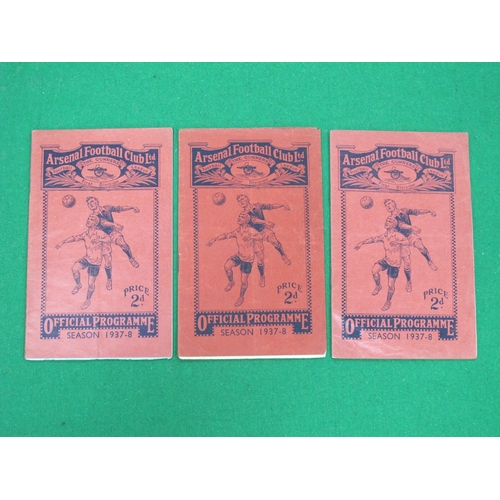 Arsenal Football Club Ltd
PRICE
2d
OFFICIAL PROGRAMME
SEASON 1937-8
Arsenal Football Club Ltd
PRICE
2d
OFFICIAL PROGRAMME
SEASON 1937-8
Arsenal Football Club Ltd
PRICE
2d
OFFICIAL PROGRAMME
SEASON 1937-8